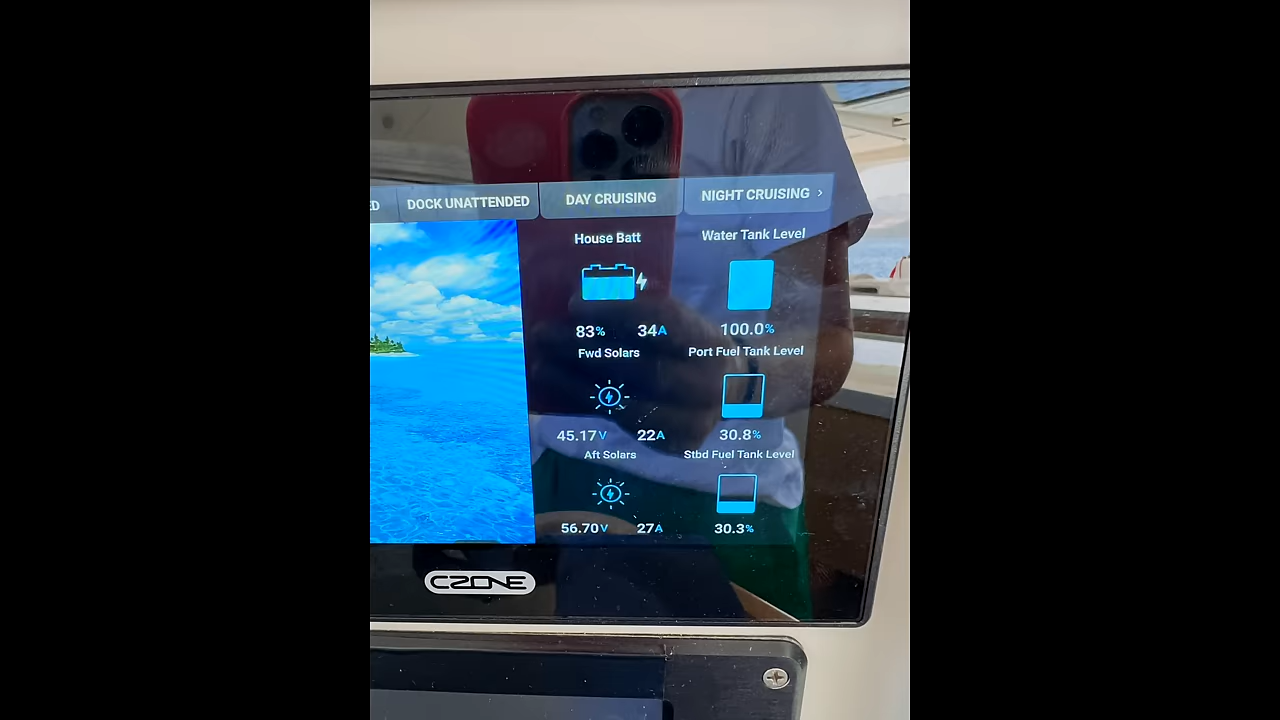 ED DOCK UNATTENDED DAY CRUISING NIGHT CRUISING ›
House Batt Water Tank Level
83% 34A 100.0%
Fwd Solars Port Fuel Tank Level
45.17V 22A 30.8%
Aft Solars Stbd Fuel Tank Level
56.70V 27A 30.3%
CZONE